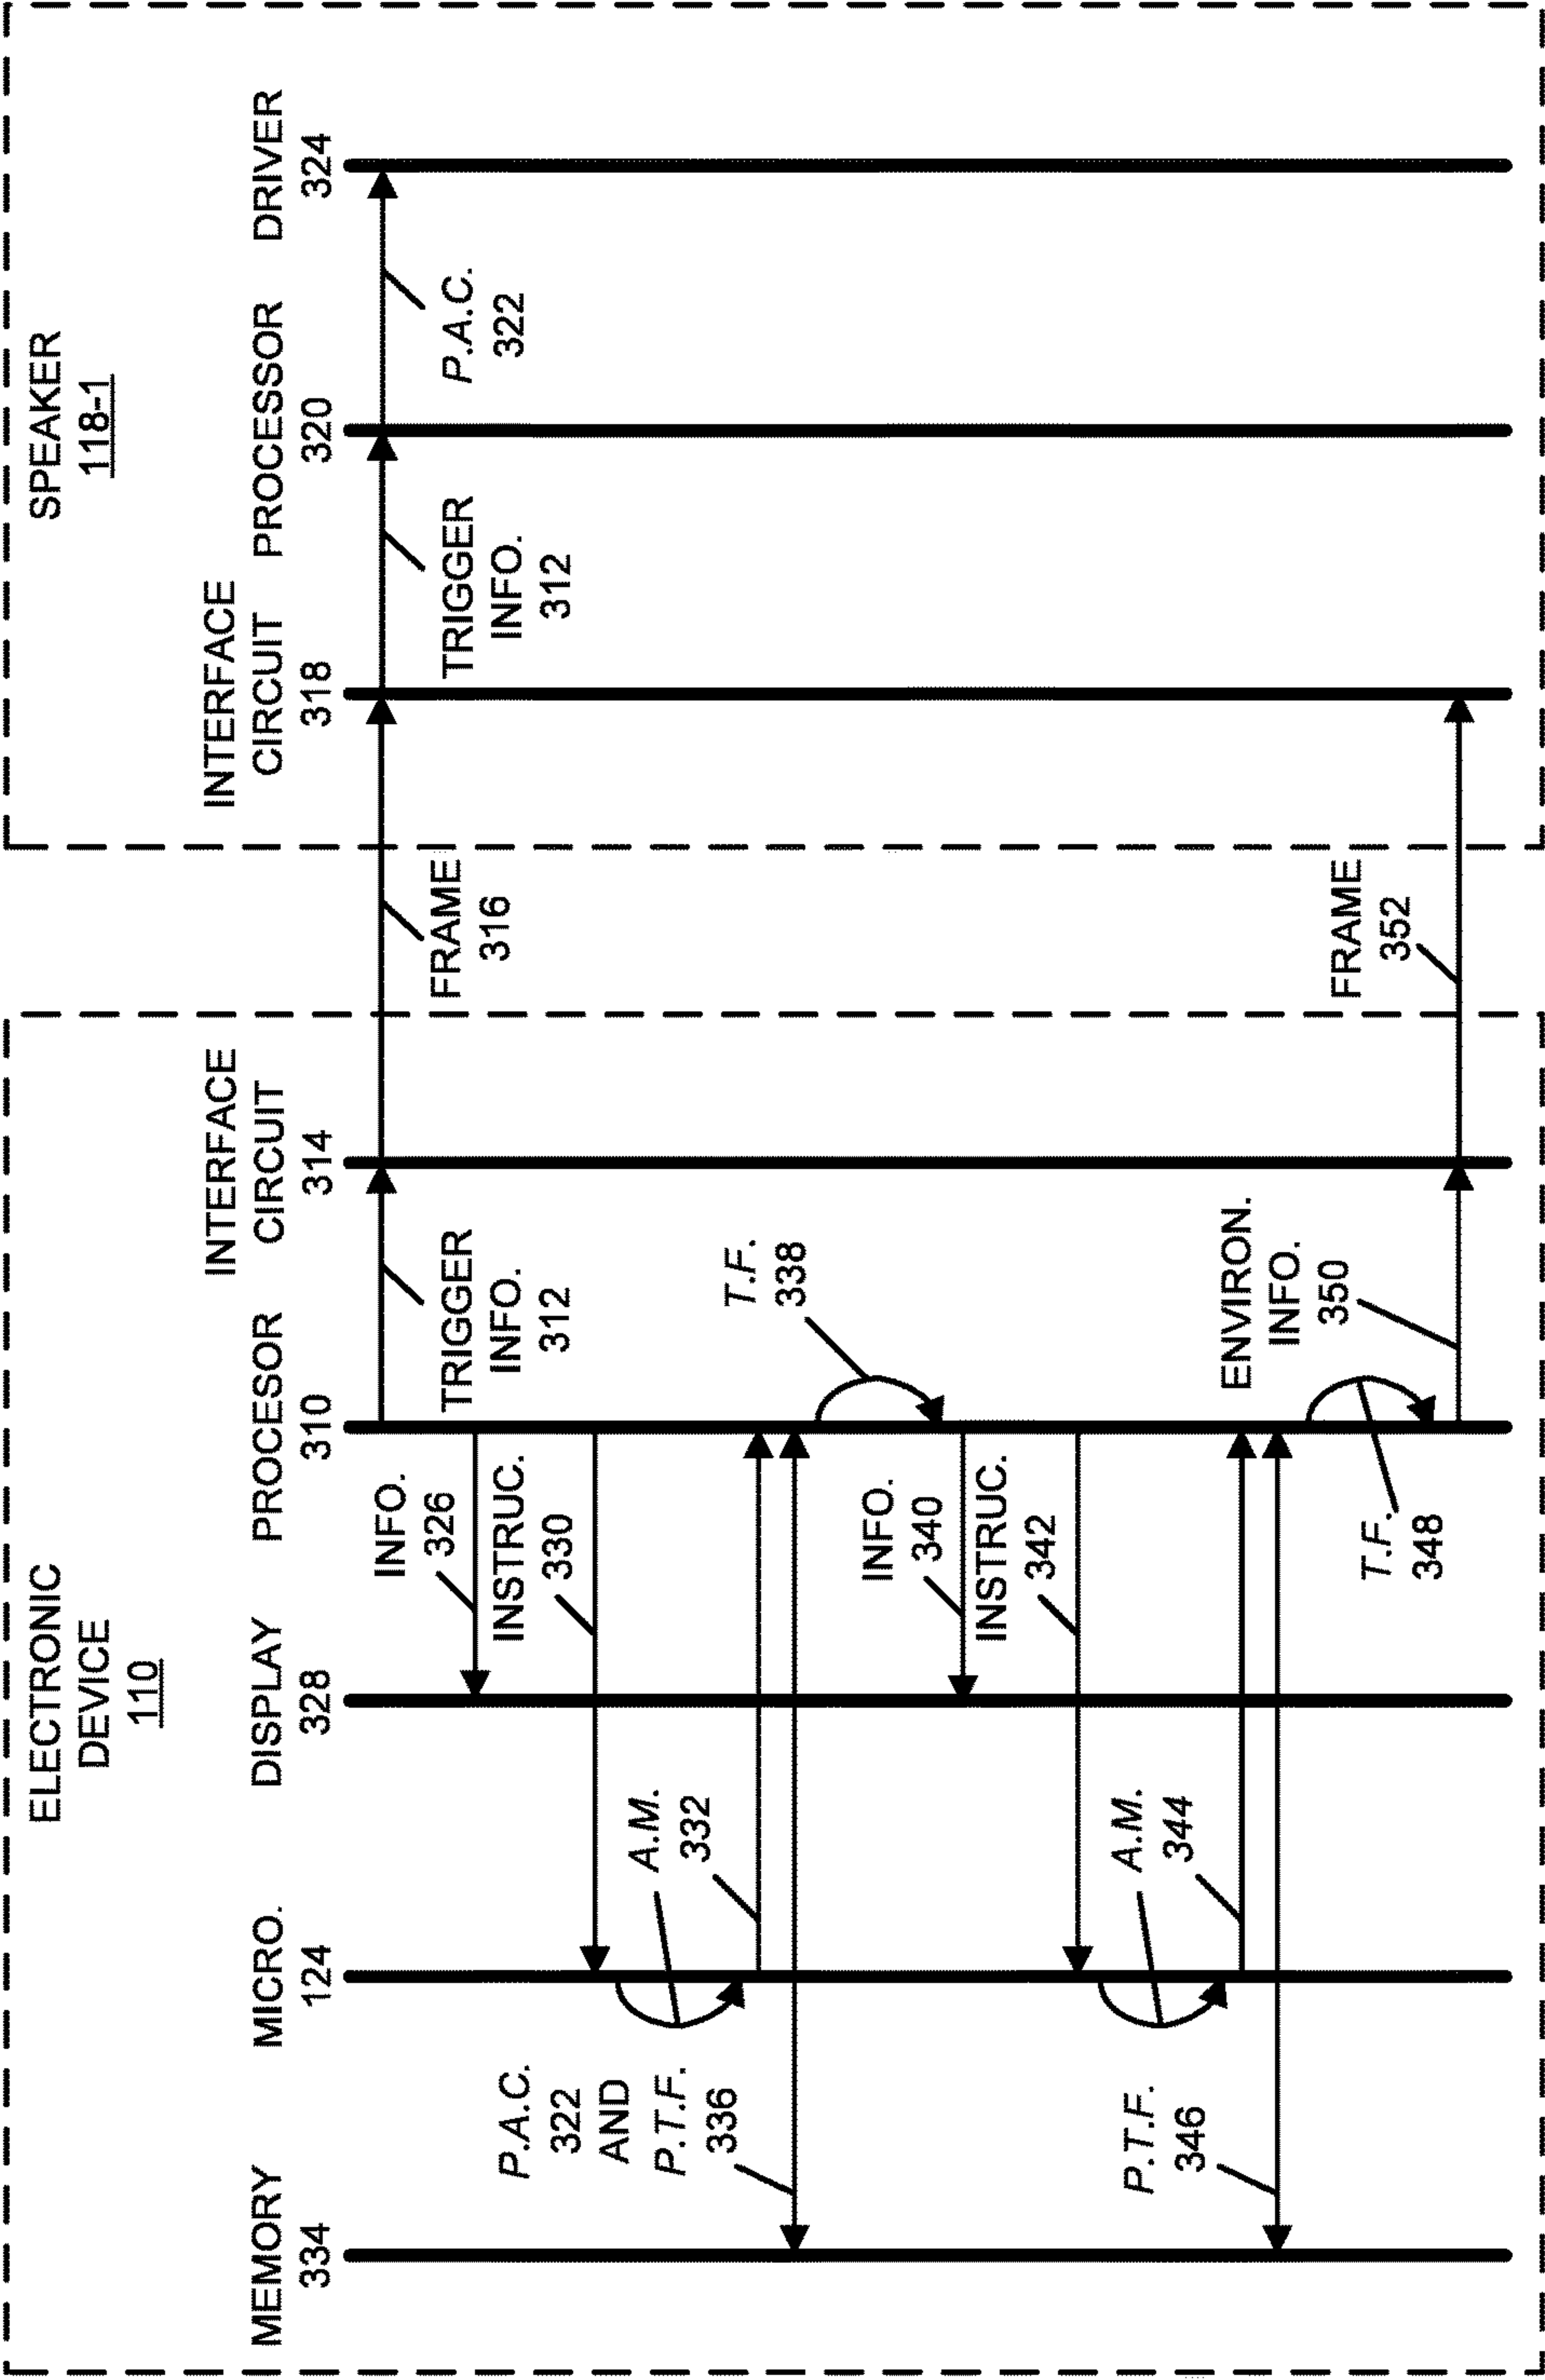 ELECTRONIC
DEVICE
110
SPEAKER
118-1
MEMORY
334
MICRO.
124
DISPLAY
328
PROCESOR
310
INTERFACE
CIRCUIT
314
INTERFACE
CIRCUIT
318
PROCESSOR
320
DRIVER
324
TRIGGER
INFO.
312
FRAME
316
TRIGGER
INFO.
312
P.A.C.
322
INFO.
326
INSTRUC.
330
A.M.
332
P.A.C.
322
AND
P.T.F.
336
T.F.
338
INFO.
340
INSTRUC.
342
A.M.
344
P.T.F.
346
T.F.
348
ENVIRON.
INFO.
350
FRAME
352